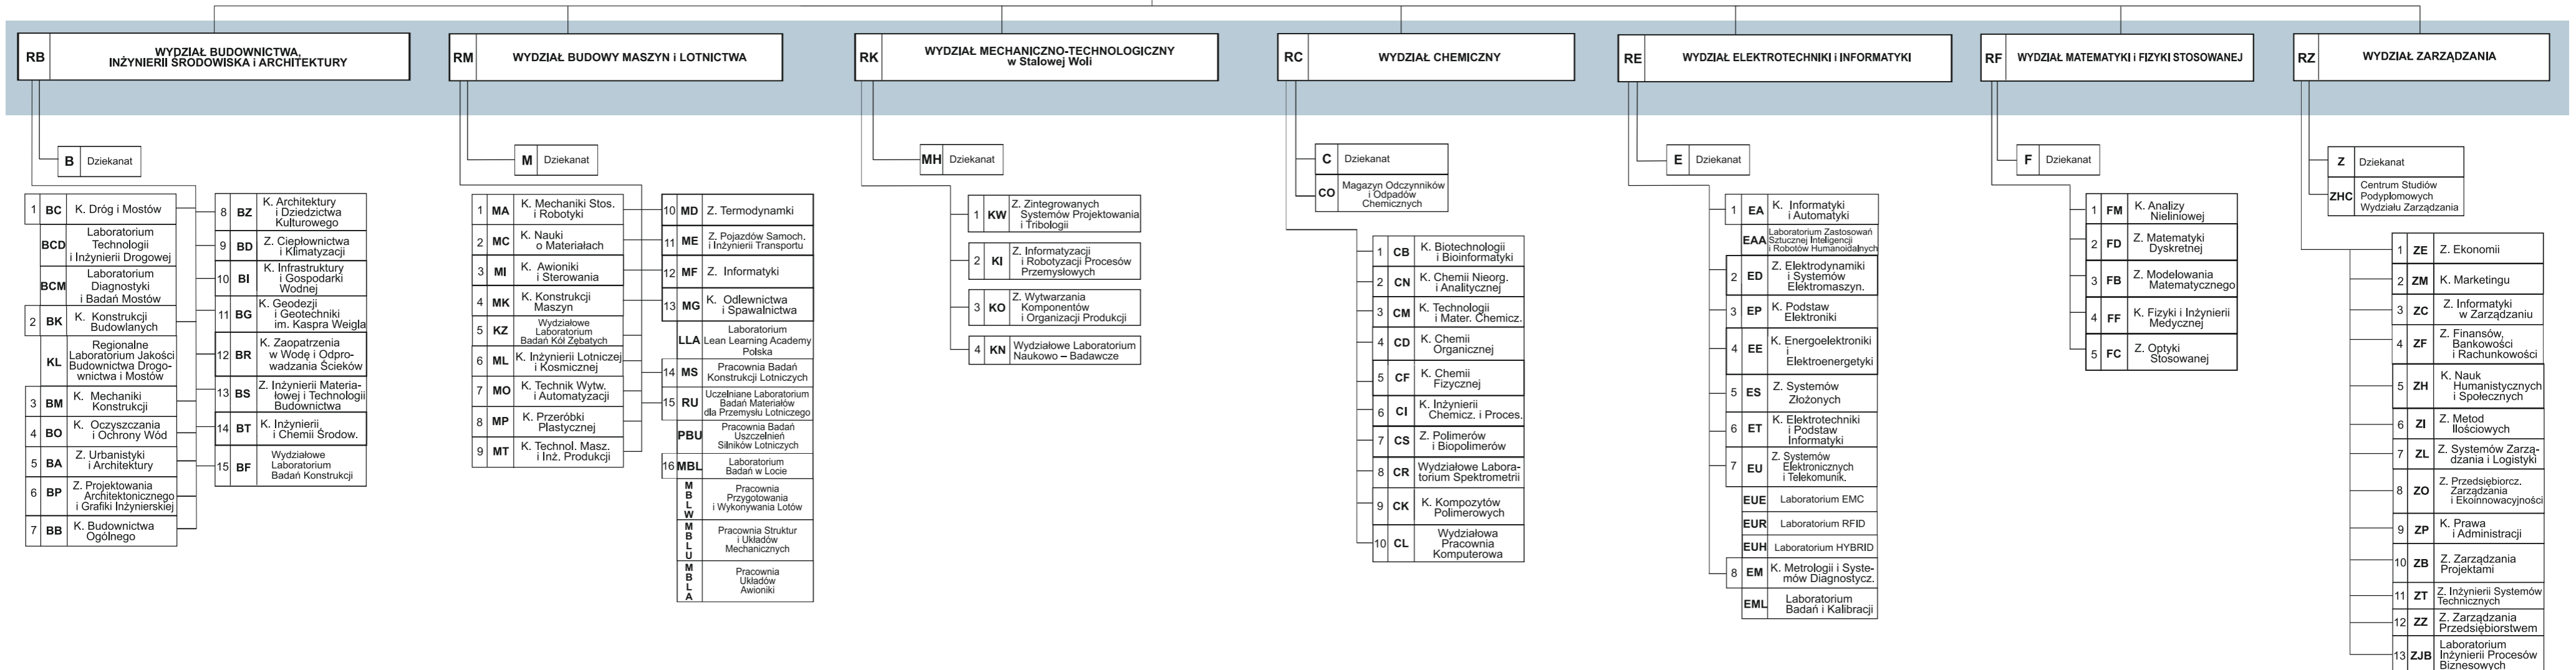 RB
WYDZIAŁ BUDOWNICTWA,
INŻYNIERII ŚRODOWISKA i ARCHITEKTURY
B Dziekanat
1 BC K. Dróg i Mostów
BCD Laboratorium
Technologii
i Inżynierii Drogowej
BCM Laboratorium
Diagnostyki
i Badań Mostów
2 BK K. Konstrukcji
Budowlanych
KL Regionalne
Laboratorium Jakości
Budownictwa Drogo-
wnictwa i Mostów
3 BM K. Mechaniki
Konstrukcji
4 BO K. Oczyszczania
i Ochrony Wód
5 BA Z. Urbanistyki
i Architektury
6 BP Z. Projektowania
Architektonicznego
i Grafiki Inżynierskiej
7 BB K. Budownictwa
Ogólnego
8 BZ K. Architektury
i Dziedzictwa
Kulturowego
9 BD Z. Ciepłownictwa
i Klimatyzacji
10 BI K. Infrastruktury
i Gospodarki
Wodnej
11 BG K. Geodezji
i Geotechniki
im. Kaspra Weigla
12 BR K. Zaopatrzenia
w Wodę i Odpro-
wadzania Ścieków
13 BS Z. Inżynierii Materia-
łowej i Technologii
Budownictwa
14 BT K. Inżynierii
i Chemii Środow.
15 BF Wydziałowe
Laboratorium
Badań Konstrukcji
RM WYDZIAŁ BUDOWY MASZYN i LOTNICTWA
M Dziekanat
1 MA K. Mechaniki Stos.
i Robotyki
2 MC K. Nauki
o Materiałach
3 MI K. Awioniki
i Sterowania
4 MK K. Konstrukcji
Maszyn
5 KZ Wydziałowe
Laboratorium
Badań Kół Zębatych
6 ML K. Inżynierii Lotniczej
i Kosmicznej
7 MO K. Technik Wytw.
i Automatyzacji
8 MP K. Przeróbki
Plastycznej
9 MT K. Technol. Masz.
i Inż. Produkcji
10 MD Z. Termodynamki
11 ME Z. Pojazdów Samoch.
i Inżynierii Transportu
12 MF Z. Informatyki
13 MG K. Odlewnictwa
i Spawalnictwa
LLA Laboratorium
Lean Learning Academy
Polska
14 MS Pracownia Badań
Konstrukcji Lotniczych
15 RU Uczelniane Laboratorium
Badań Materiałów
dla Przemysłu Lotniczego
PBU Pracownia Badań
Uszczelnień
Silników Lotniczych
16 MBL Laboratorium
Badań w Locie
MBLW Pracownia
Przygotowania
i Wykonywania Lotów
MBLU Pracownia Struktur
i Układów
Mechanicznych
MBLA Pracownia
Układów
Awioniki
RK WYDZIAŁ MECHANICZNO-TECHNOLOGICZNY
w Stalowej Woli
MH Dziekanat
1 KW Z. Zintegrowanych
Systemów Projektowania
i Tribologii
2 KI Z. Informatyzacji
i Robotyzacji Procesów
Przemysłowych
3 KO Z. Wytwarzania
Komponentów
i Organizacji Produkcji
4 KN Wydziałowe Laboratorium
Naukowo – Badawcze
RC WYDZIAŁ CHEMICZNY
C Dziekanat
CO Magazyn Odczynników
i Odpadów
Chemicznych
1 CB K. Biotechnologii
i Bioinformatyki
2 CN K. Chemii Nieorg.
i Analitycznej
3 CM K. Technologii
i Mater. Chemicz.
4 CD K. Chemii
Organicznej
5 CF K. Chemii
Fizycznej
6 CI K. Inżynierii
Chemicz. i Proces.
7 CS Z. Polimerów
i Biopolimerów
8 CR Wydziałowe Labora-
torium Spektrometrii
9 CK K. Kompozytów
Polimerowych
10 CL Wydziałowa
Pracownia
Komputerowa
RE WYDZIAŁ ELEKTROTECHNIKI i INFORMATYKI
E Dziekanat
1 EA K. Informatyki
i Automatyki
EAA Laboratorium Zastosowań
Sztucznej Inteligencji
i Robotów Humanoidalnych
2 ED Z. Elektrodynamiki
i Systemów
Elektromaszyn.
3 EP K. Podstaw
Elektroniki
4 EE K. Energoelektroniki
i
Elektroenergetyki
5 ES Z. Systemów
Złożonych
6 ET K. Elektrotechniki
i Podstaw
Informatyki
7 EU Z. Systemów
Elektronicznych
i Telekomunik.
EUE Laboratorium EMC
EUR Laboratorium RFID
EUH Laboratorium HYBRID
8 EM K. Metrologii i Syste-
mów Diagnostycz.
EML Laboratorium
Badań i Kalibracji
RF WYDZIAŁ MATEMATYKI i FIZYKI STOSOWANEJ
F Dziekanat
1 FM K. Analizy
Nieliniowej
2 FD Z. Matematyki
Dyskretnej
3 FB Z. Modelowania
Matematycznego
4 FF K. Fizyki i Inżynierii
Medycznej
5 FC Z. Optyki
Stosowanej
RZ WYDZIAŁ ZARZĄDZANIA
Z Dziekanat
ZHC Centrum Studiów
Podyplomowych
Wydziału Zarządzania
1 ZE Z. Ekonomii
2 ZM K. Marketingu
3 ZC Z. Informatyki
w Zarządzaniu
4 ZF Z. Finansów,
Bankowości
i Rachunkowości
5 ZH K. Nauk
Humanistycznych
i Społecznych
6 ZI Z. Metod
Ilościowych
7 ZL Z. Systemów Zarzą-
dzania i Logistyki
8 ZO Z. Przedsiębiorcz.
Zarządzania
i Ekoinnowacyjności
9 ZP K. Prawa
i Administracji
10 ZB Z. Zarządzania
Projektami
11 ZT Z. Inżynierii Systemów
Technicznych
12 ZZ Z. Zarządzania
Przedsiębiorstwem
13 ZJB Laboratorium
Inżynierii Procesów
Biznesowych